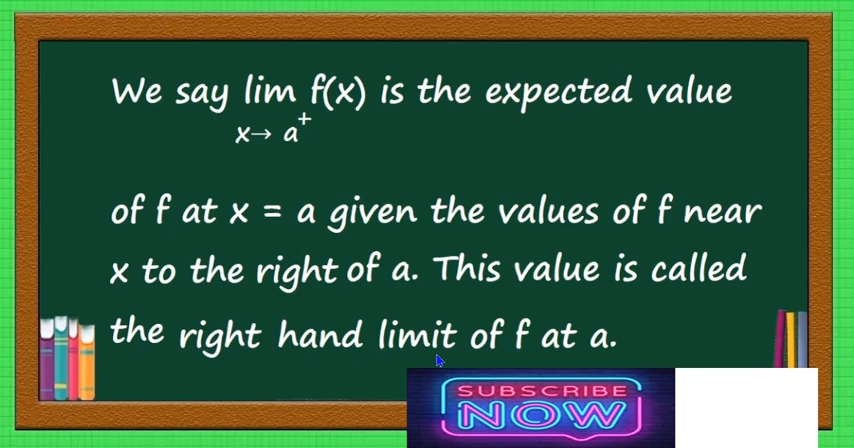 We say lim f(x) is the expected value
x→ a⁺
of f at x = a given the values of f near
x to the right of a. This value is called
the right hand limit of f at a.
SUBSCRIBE
NOW